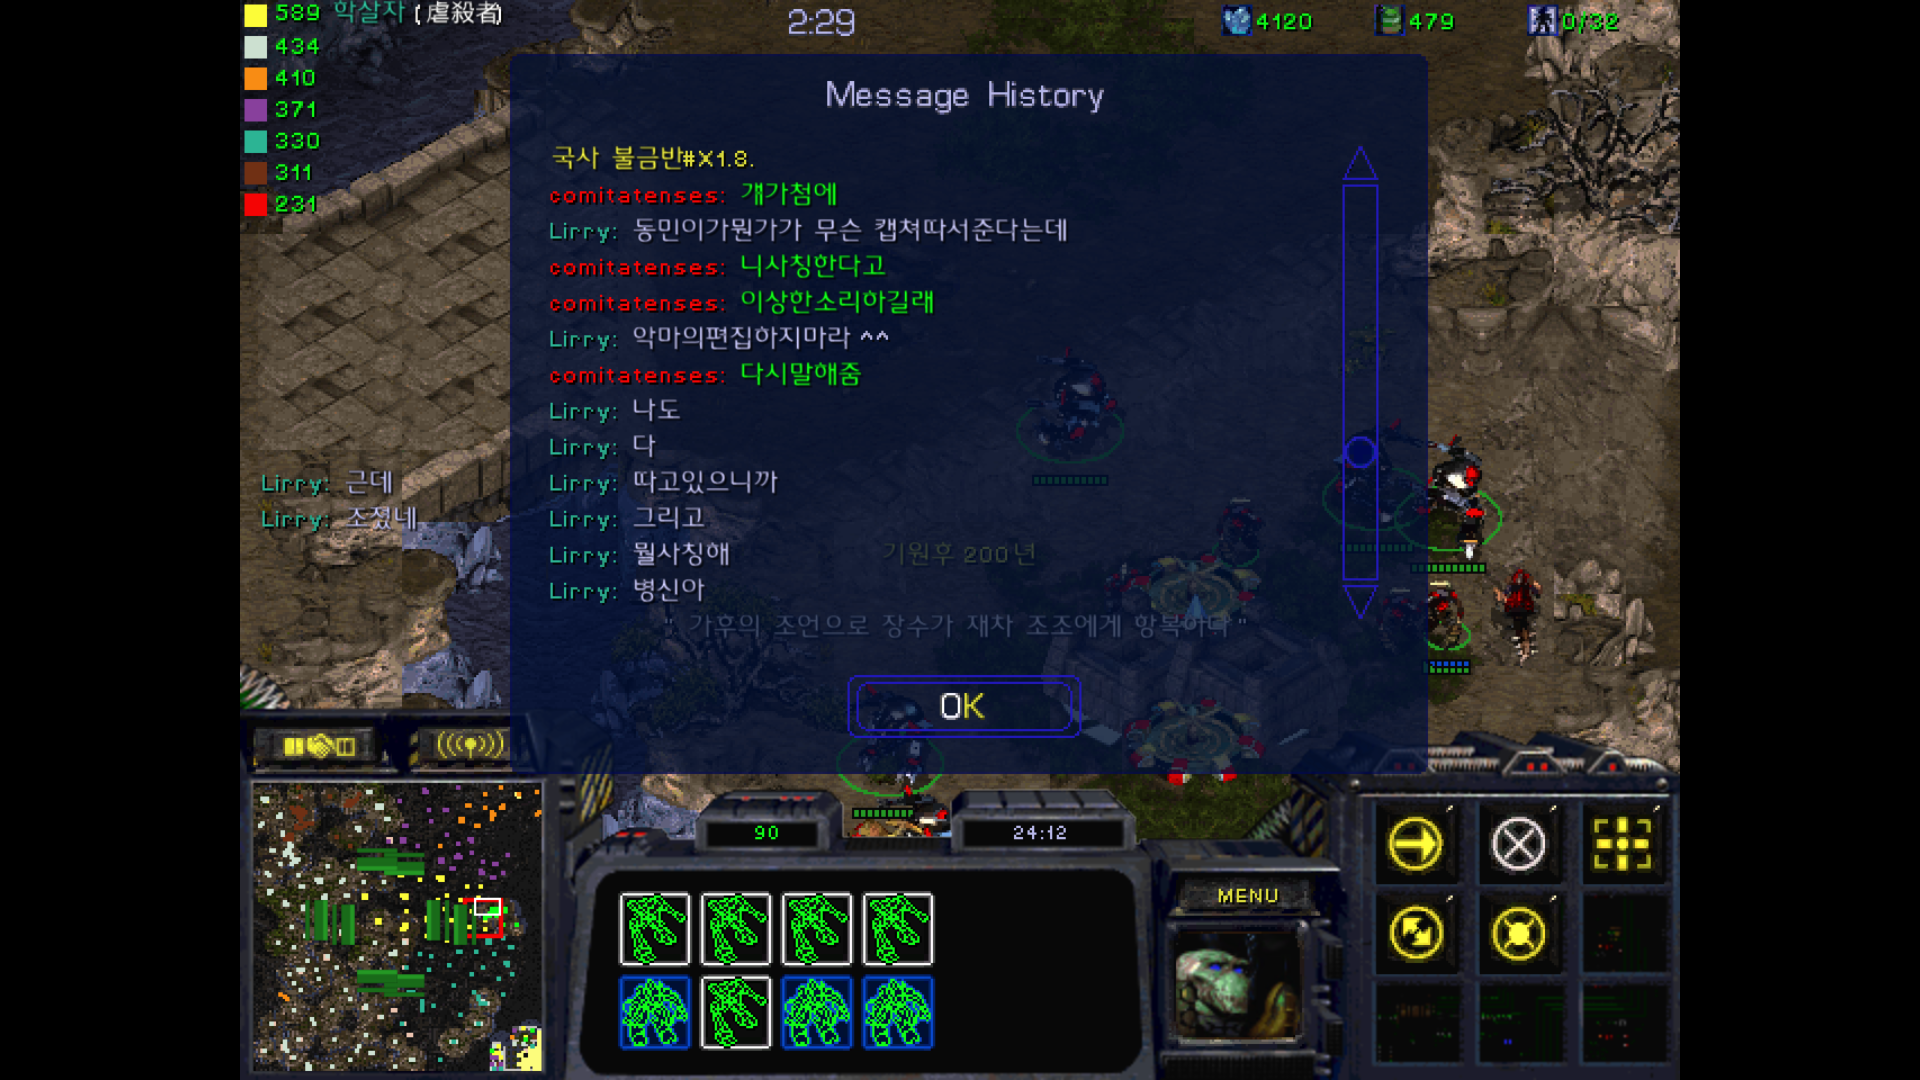 589 학살자 (虐殺者)
2:29
4120
479
0/32
434
410
371
330
311
231
Message History
국사 불금반#X1.8.
comitatenses: 걔가첨에
Lirry: 동민이가뭔가가 무슨 캡쳐따서준다는데
comitatenses: 니사칭한다고
comitatenses: 이상한소리하길래
Lirry: 악마의편집하지마라 ^^
comitatenses: 다시말해줌
Lirry: 나도
Lirry: 다
Lirry: 따고있으니까
Lirry: 그리고
Lirry: 뭘사칭해
Lirry: 병신아
Lirry: 근데
Lirry: 조졌네
기원후 200년
" 가후의 조언으로 장수가 재차 조조에게 항복하다 "
OK
90
24:12
MENU